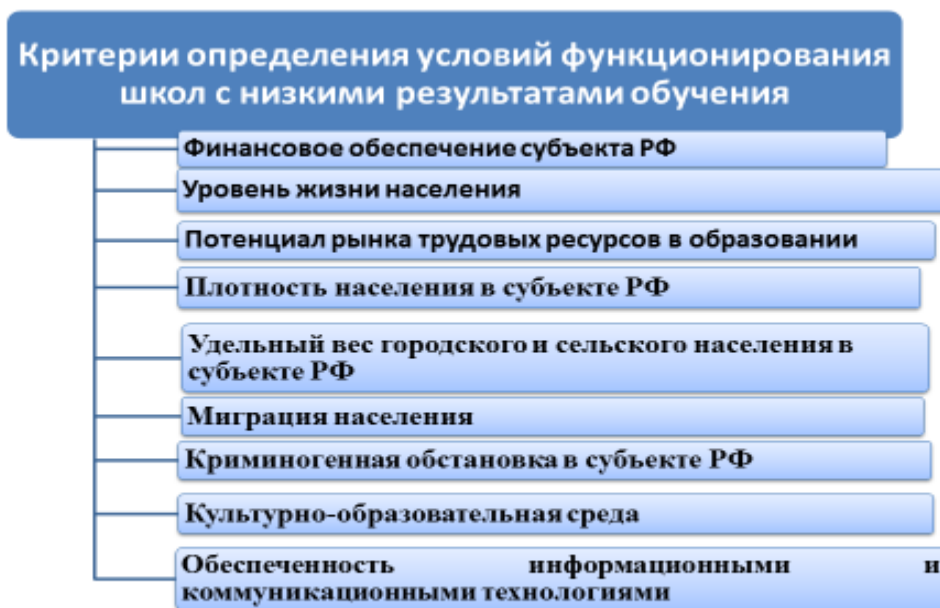 Критерии определения условий функционирования
школ с низкими результатами обучения
Финансовое обеспечение субъекта РФ
Уровень жизни населения
Потенциал рынка трудовых ресурсов в образовании
Плотность населения в субъекте РФ
Удельный вес городского и сельского населения в
субъекте РФ
Миграция населения
Криминогенная обстановка в субъекте РФ
Культурно-образовательная среда
Обеспеченность информационными и
коммуникационными технологиями